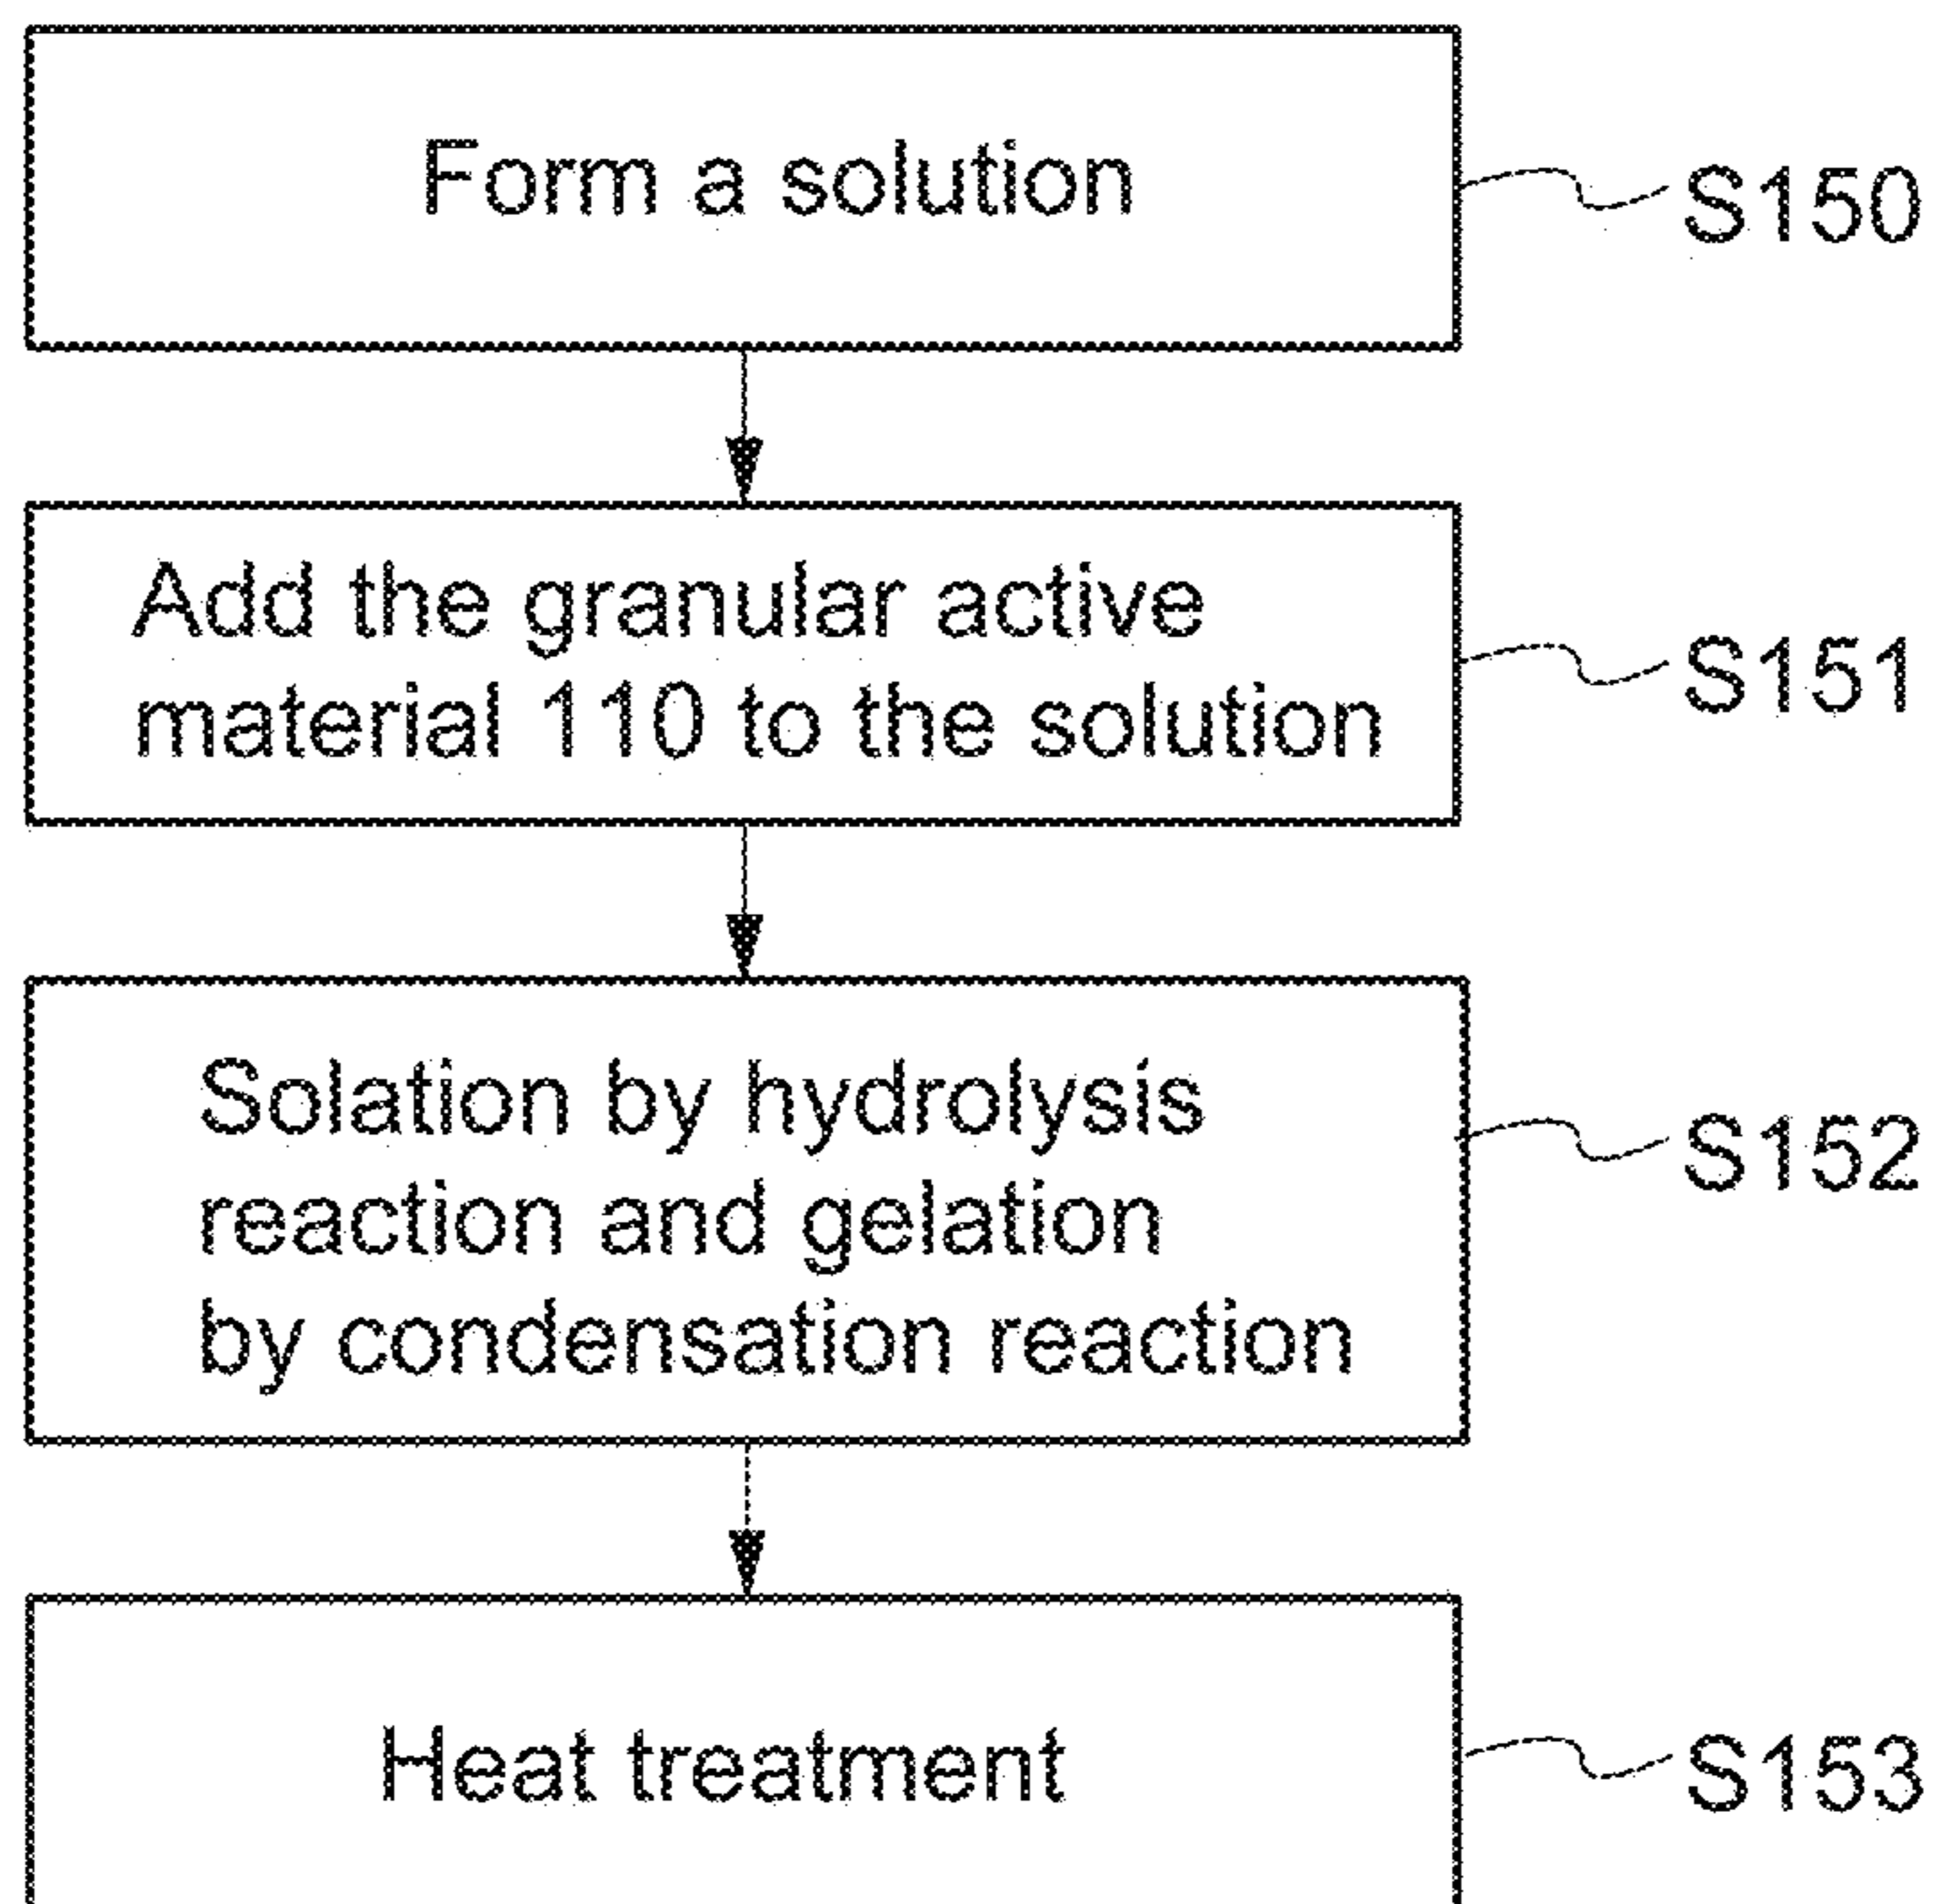 Form a solution
S150
Add the granular active
material 110 to the solution
S151
Solation by hydrolysis
reaction and gelation
by condensation reaction
S152
Heat treatment
S153